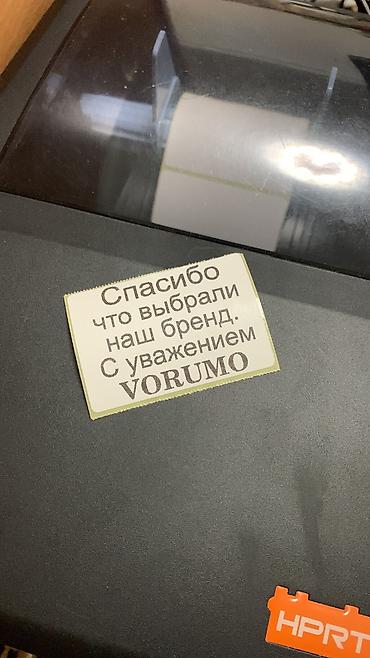 Спасибо
что выбрали
наш бренд.
С уважением
VORUMO
HPRT